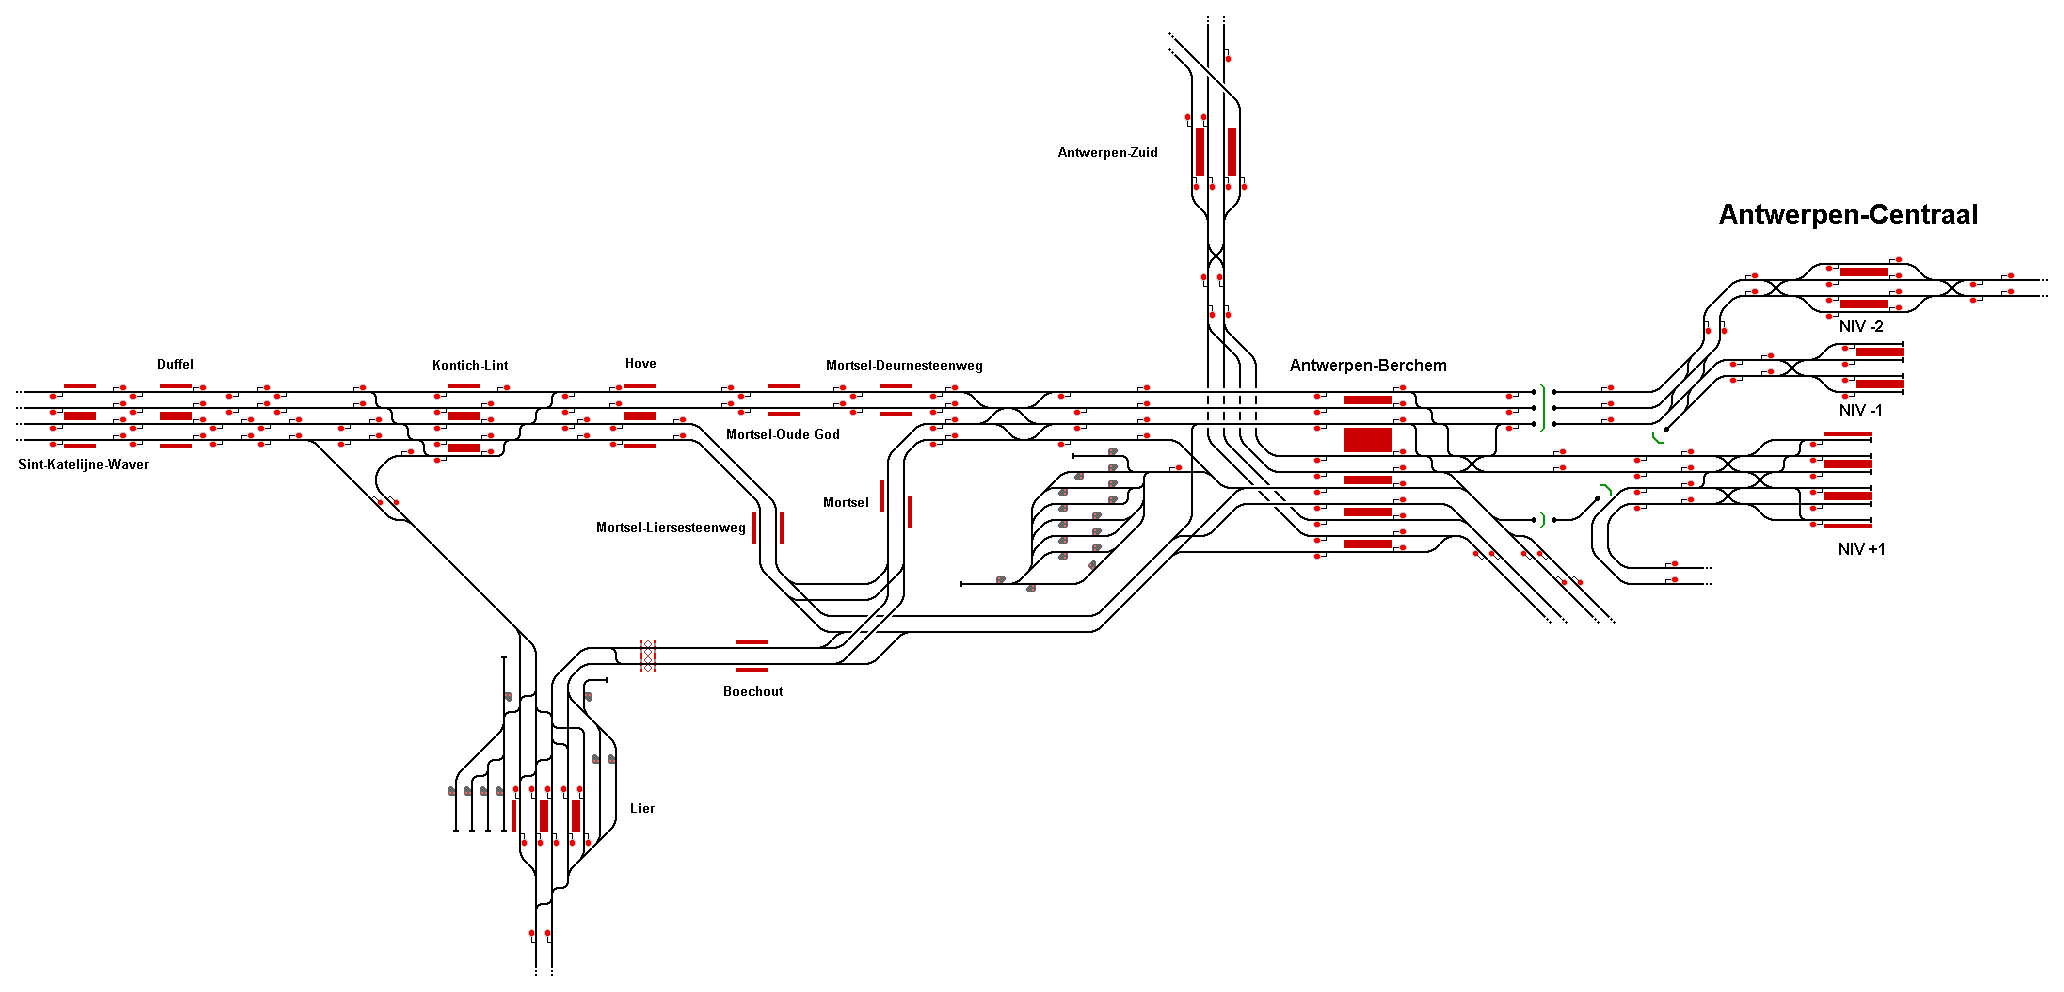 Antwerpen-Zuid
Antwerpen-Centraal
NIV -2
Duffel
Kontich-Lint
Hove
Mortsel-Deurnesteenweg
Antwerpen-Berchem
NIV -1
Mortsel-Oude God
Sint-Katelijne-Waver
Mortsel
Mortsel-Liersesteenweg
NIV +1
Boechout
Lier